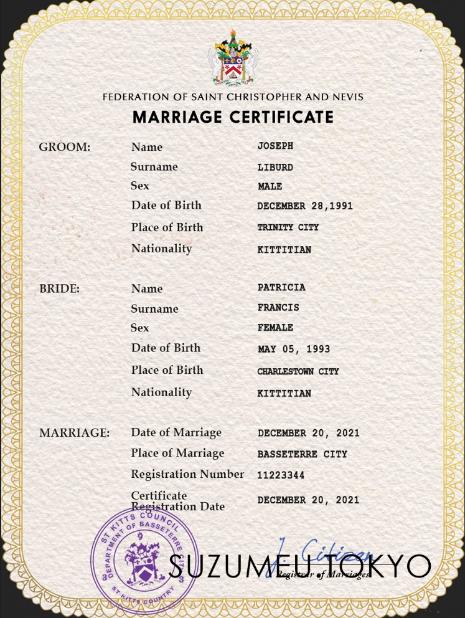 FEDERATION OF SAINT CHRISTOPHER AND NEVIS
MARRIAGE CERTIFICATE
GROOM: Name JOSEPH
Surname LIBURD
Sex MALE
Date of Birth DECEMBER 28,1991
Place of Birth TRINITY CITY
Nationality KITTITIAN
BRIDE: Name PATRICIA
Surname FRANCIS
Sex FEMALE
Date of Birth MAY 05, 1993
Place of Birth CHARLESTOWN CITY
Nationality KITTITIAN
MARRIAGE: Date of Marriage DECEMBER 20, 2021
Place of Marriage BASSETERRE CITY
Registration Number 11223344
Certificate
Registration Date DECEMBER 20, 2021
ST KITTS COUNCIL
DEPARTMENT OF BASSETERRE
ST KITTS COUNTRY
J. Citizen
SUZUMEU.TOKYO
Registrar of Marriages